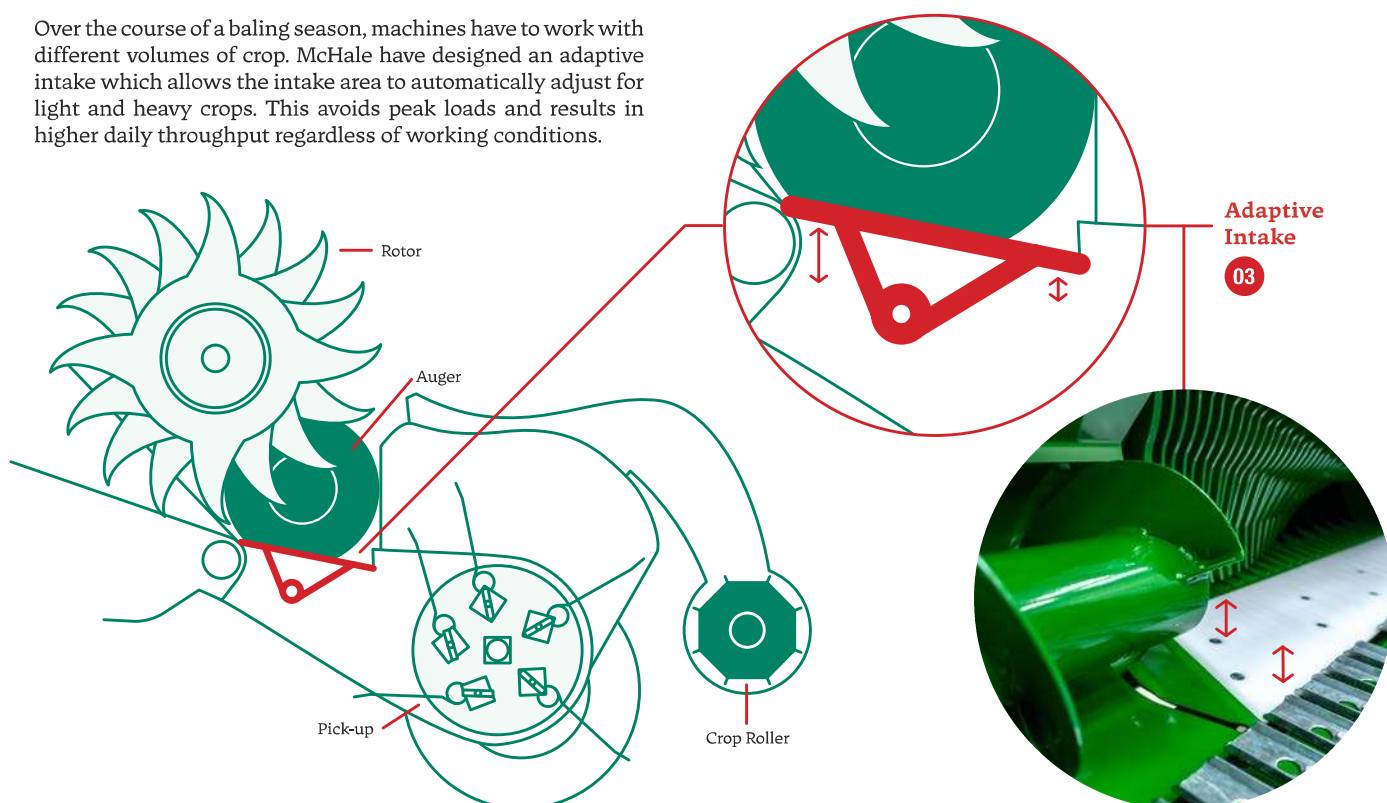 Over the course of a baling season, machines have to work with
different volumes of crop. McHale have designed an adaptive
intake which allows the intake area to automatically adjust for
light and heavy crops. This avoids peak loads and results in
higher daily throughput regardless of working conditions.
Adaptive
Intake
03
Rotor
Auger
Pick-up
Crop Roller